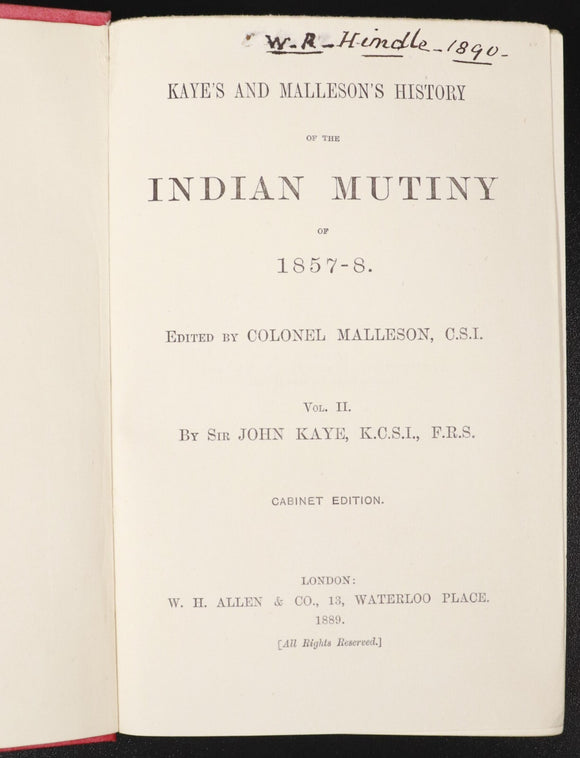 W. R. Hindle - 1890 -
KAYE'S AND MALLESON'S HISTORY
OF THE
INDIAN MUTINY
OF
1857-8.
EDITED BY COLONEL MALLESON, C.S.I.
VOL. II.
BY SIR JOHN KAYE, K.C.S.I., F.R.S.
CABINET EDITION.
LONDON:
W. H. ALLEN & CO., 13, WATERLOO PLACE.
1889.
[All Rights Reserved.]